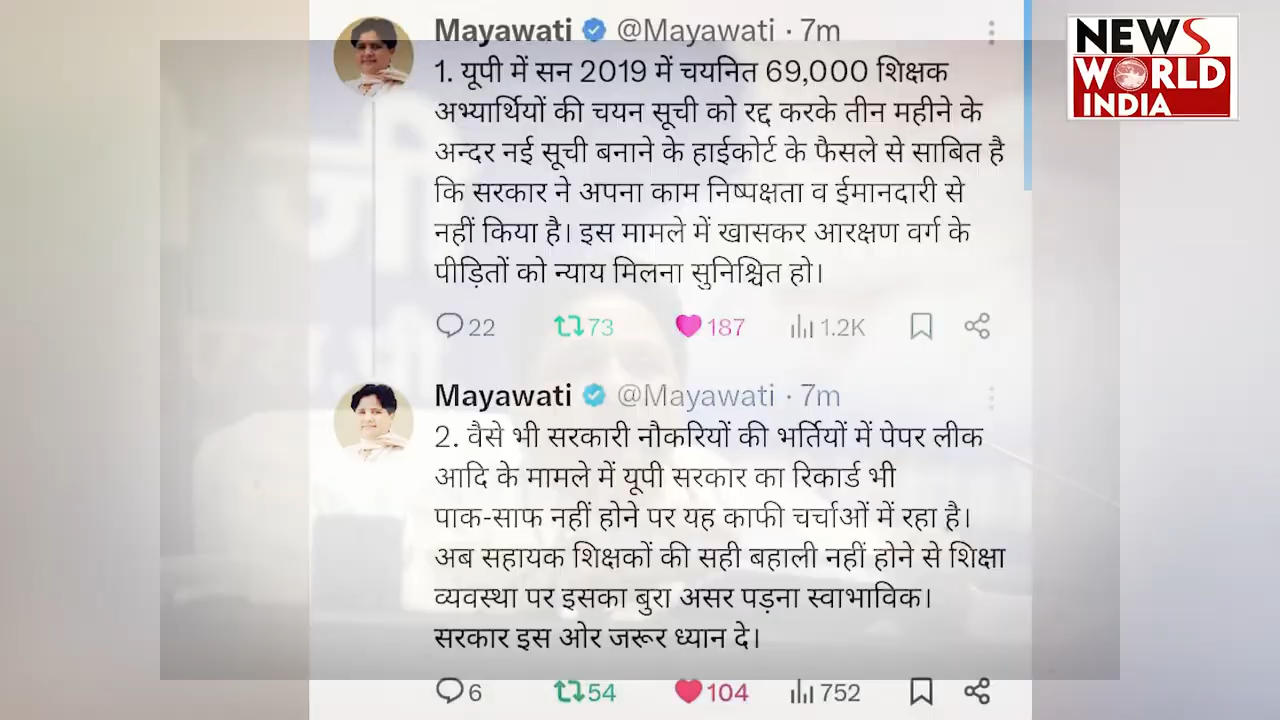 Mayawati @Mayawati · 7m
1. यूपी में सन 2019 में चयनित 69,000 शिक्षक
अभ्यार्थियों की चयन सूची को रद्द करके तीन महीने के
अन्दर नई सूची बनाने के हाईकोर्ट के फैसले से साबित है
कि सरकार ने अपना काम निष्पक्षता व ईमानदारी से
नहीं किया है। इस मामले में खासकर आरक्षण वर्ग के
पीड़ितों को न्याय मिलना सुनिश्चित हो।
22 73 187 1.2K
Mayawati @Mayawati · 7m
2. वैसे भी सरकारी नौकरियों की भर्तियों में पेपर लीक
आदि के मामले में यूपी सरकार का रिकार्ड भी
पाक-साफ नहीं होने पर यह काफी चर्चाओं में रहा है।
अब सहायक शिक्षकों की सही बहाली नहीं होने से शिक्षा
व्यवस्था पर इसका बुरा असर पड़ना स्वाभाविक।
सरकार इस ओर जरूर ध्यान दे।
6 54 104 752
NEWS
WORLD
INDIA